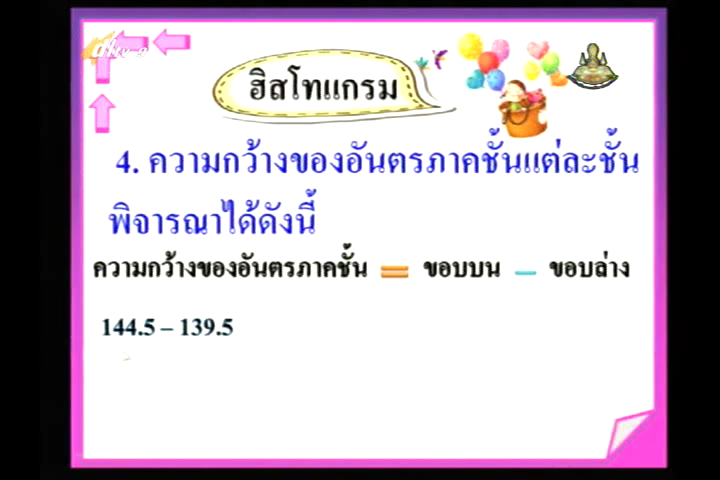 ฮิสโทแกรม
4. ความกว้างของอันตรภาคชั้นแต่ละชั้น
พิจารณาได้ดังนี้
ความกว้างของอันตรภาคชั้น = ขอบบน – ขอบล่าง
144.5 – 139.5